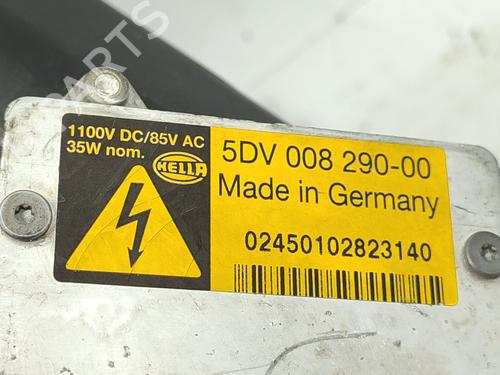 1100V DC/85V AC
35W nom.
HELLA
5DV 008 290-00
Made in Germany
02450102823140